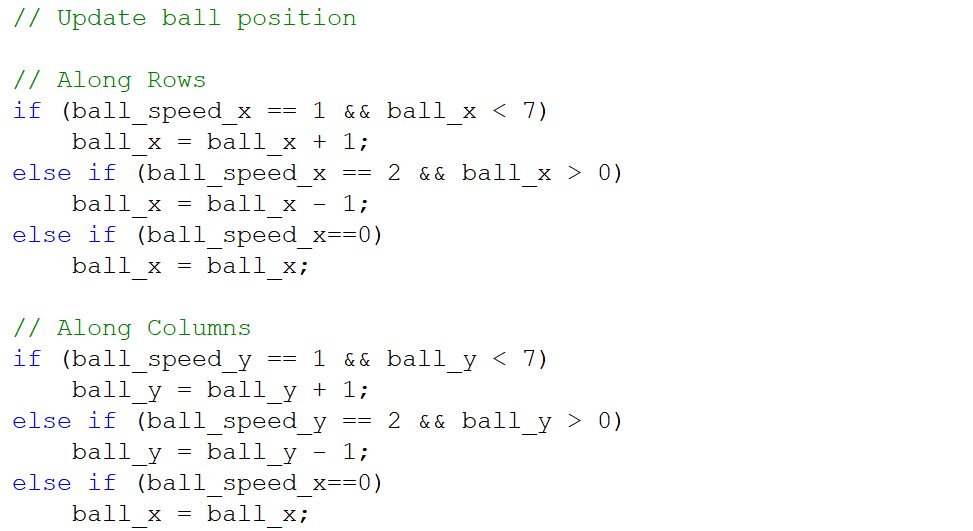 // Update ball position
// Along Rows
if (ball_speed_x == 1 && ball_x < 7)
ball_x = ball_x + 1;
else if (ball_speed_x == 2 && ball_x > 0)
ball_x = ball_x - 1;
else if (ball_speed_x==0)
ball_x = ball_x;
// Along Columns
if (ball_speed_y == 1 && ball_y < 7)
ball_y = ball_y + 1;
else if (ball_speed_y == 2 && ball_y > 0)
ball_y = ball_y - 1;
else if (ball_speed_x==0)
ball_x = ball_x;